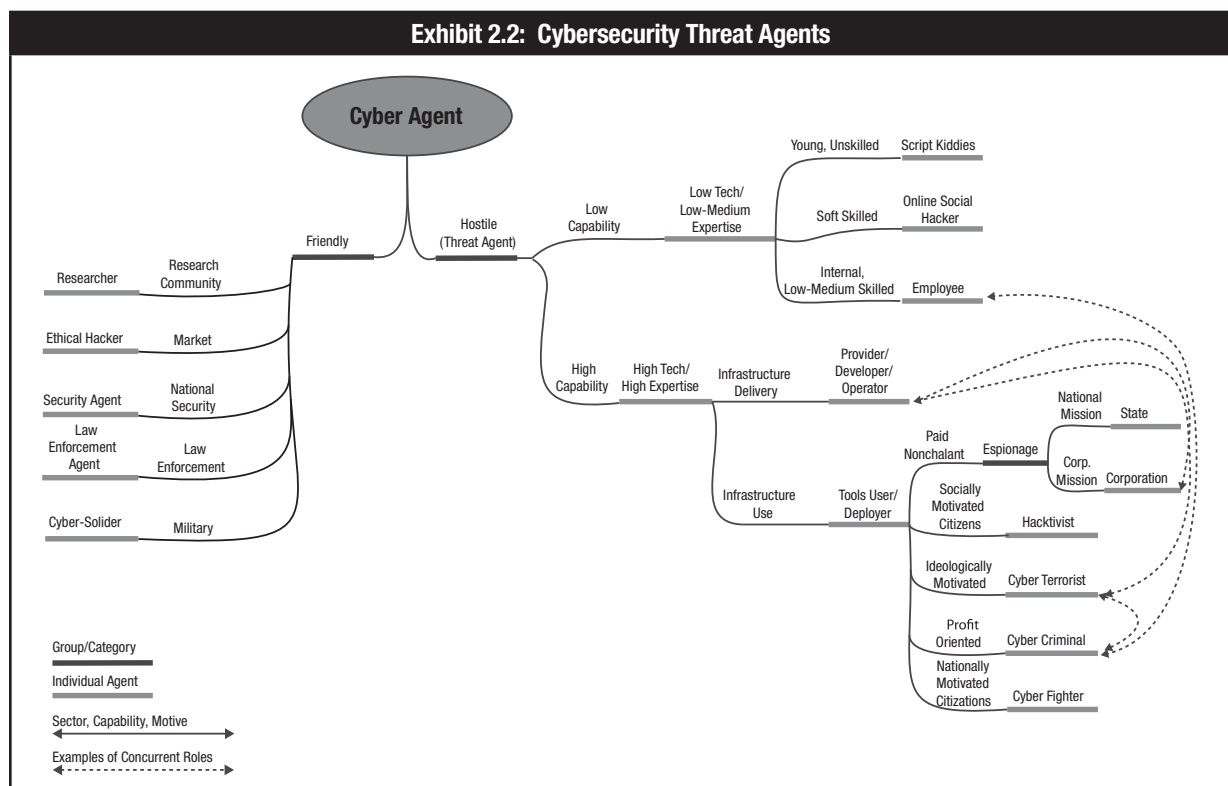 Exhibit 2.2: Cybersecurity Threat Agents
Cyber Agent
Friendly
Researcher
Research
Community
Ethical Hacker
Market
Security Agent
National
Security
Law
Enforcement
Agent
Law
Enforcement
Cyber-Solider
Military
Hostile
(Threat Agent)
Low
Capability
Low Tech/
Low-Medium
Expertise
Young, Unskilled
Script Kiddies
Soft Skilled
Online Social
Hacker
Internal,
Low-Medium Skilled
Employee
High
Capability
High Tech/
High Expertise
Infrastructure
Delivery
Provider/
Developer/
Operator
Infrastructure
Use
Tools User/
Deployer
Paid
Nonchalant
Espionage
National
Mission
State
Corp.
Mission
Corporation
Socially
Motivated
Citizens
Hacktivist
Ideologically
Motivated
Cyber Terrorist
Profit
Oriented
Cyber Criminal
Nationally
Motivated
Citizations
Cyber Fighter
Group/Category
Individual Agent
Sector, Capability, Motive
Examples of Concurrent Roles